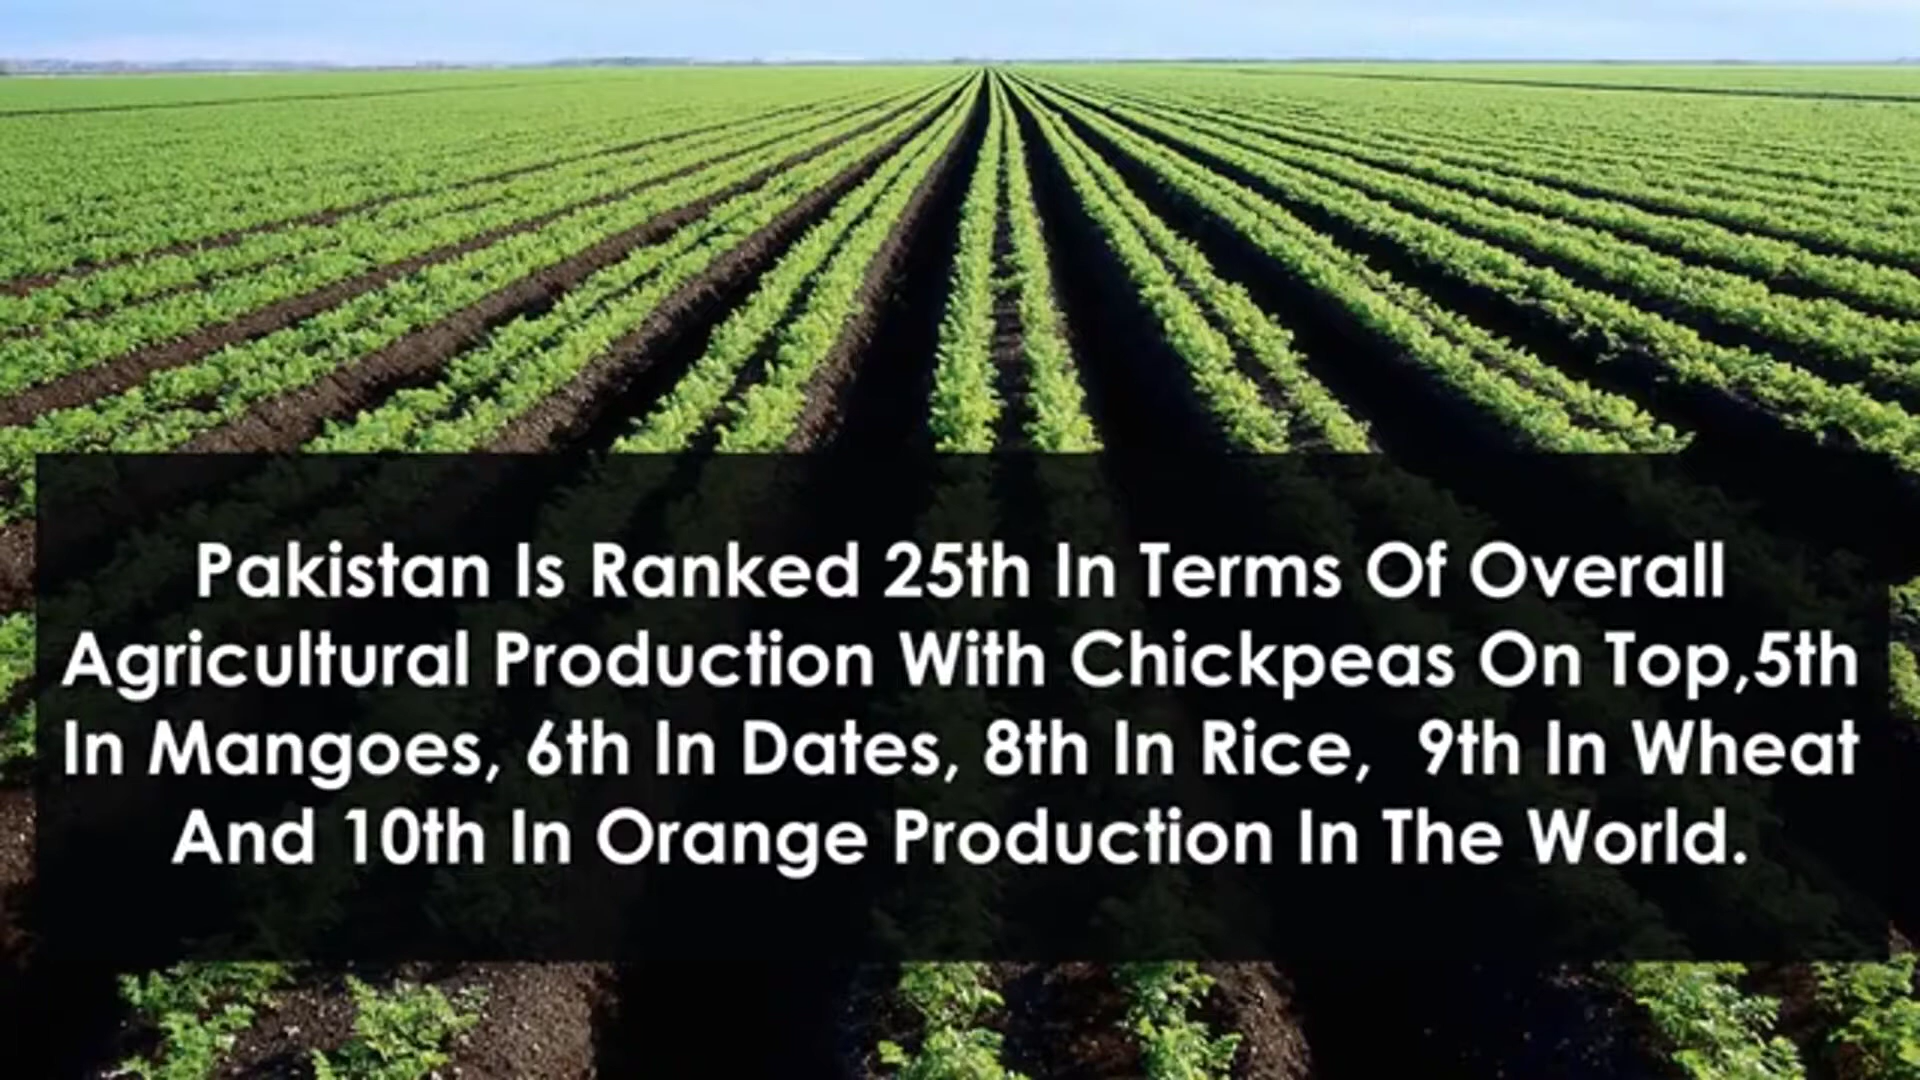 Pakistan Is Ranked 25th In Terms Of Overall
Agricultural Production With Chickpeas On Top,5th
In Mangoes, 6th In Dates, 8th In Rice,  9th In Wheat
And 10th In Orange Production In The World.